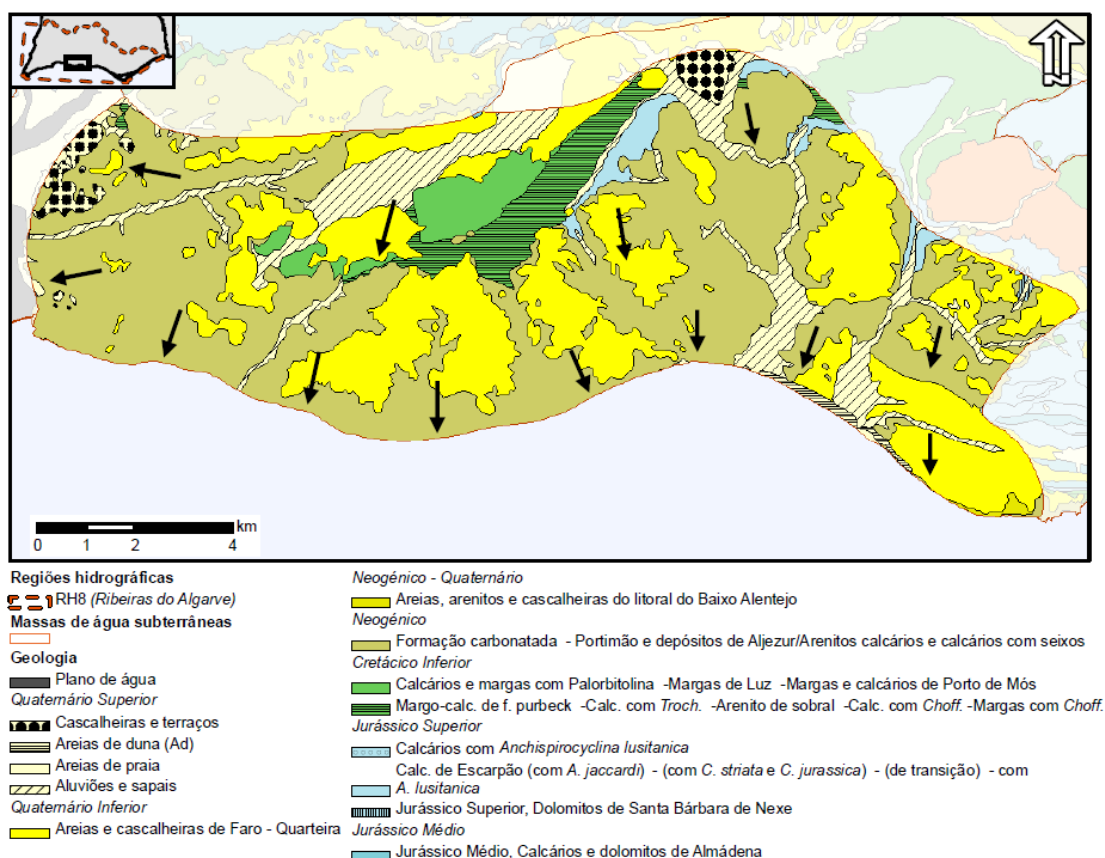 km
0 1 2 4
Regiões hidrográficas
RH8 (Ribeiras do Algarve)
Massas de água subterrâneas
Geologia
Plano de água
Quaternário Superior
Cascalheiras e terraços
Areias de duna (Ad)
Areias de praia
Aluviões e sapais
Quaternário Inferior
Areias e cascalheiras de Faro - Quarteira
Neogénico - Quaternário
Areias, arenitos e cascalheiras do litoral do Baixo Alentejo
Neogénico
Formação carbonatada - Portimão e depósitos de Aljezur/Arenitos calcários e calcários com seixos
Cretácico Inferior
Calcários e margas com Palorbitolina -Margas de Luz -Margas e calcários de Porto de Mós
Margo-calc. de f. purbeck -Calc. com Troch. -Arenito de sobral -Calc. com Choff. -Margas com Choff.
Jurássico Superior
Calcários com Anchispirocyclina lusitanica
Calc. de Escarpão (com A. jaccardi) - (com C. striata e C. jurassica) - (de transição) - com
A. lusitanica
Jurássico Superior, Dolomitos de Santa Bárbara de Nexe
Jurássico Médio
Jurássico Médio, Calcários e dolomitos de Almádena